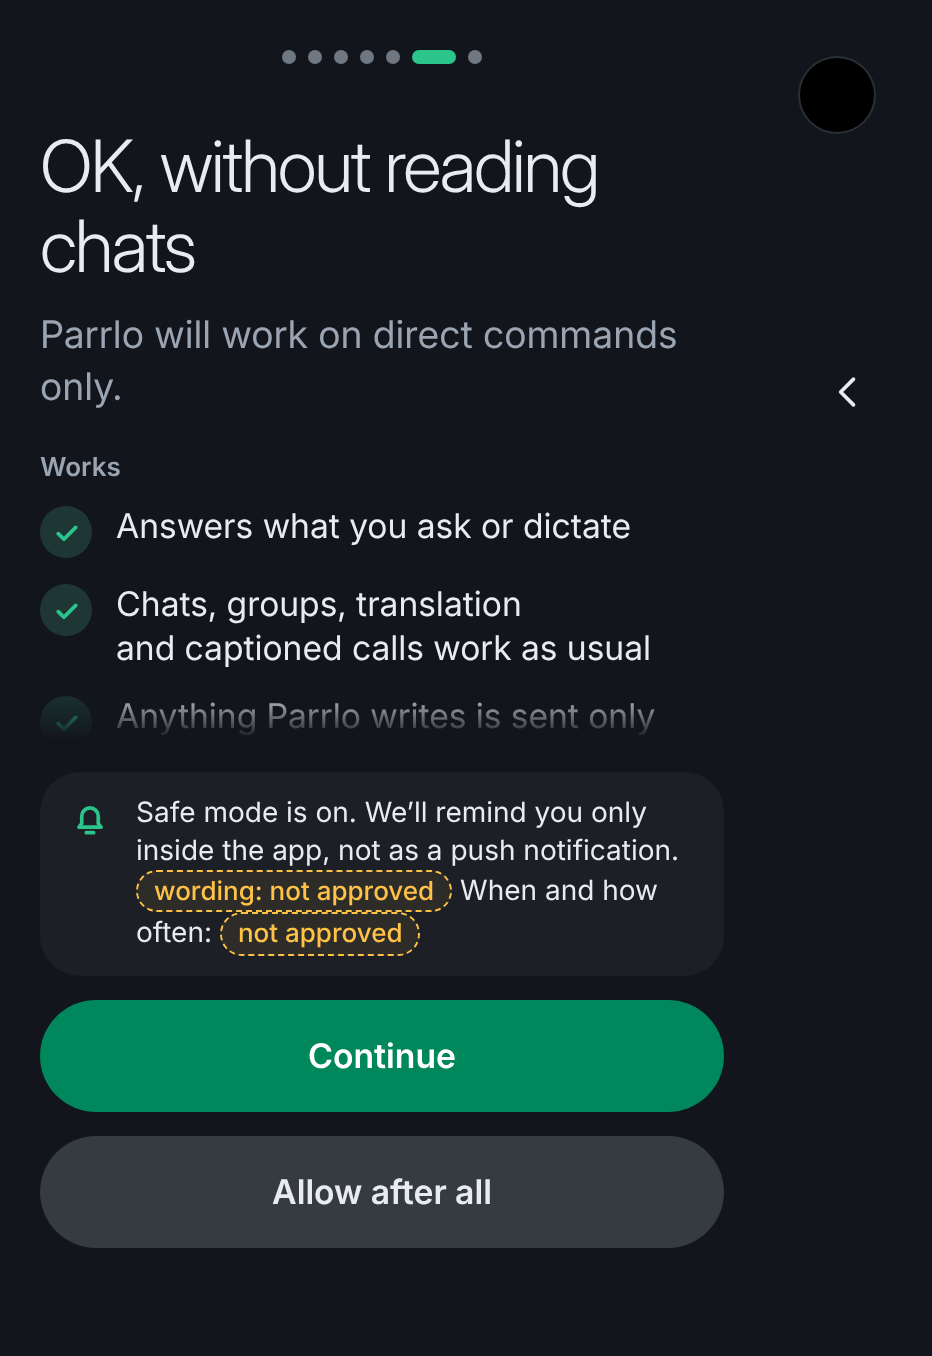 OK, without reading
chats
Parrlo will work on direct commands
only.
Works
Answers what you ask or dictate
Chats, groups, translation
and captioned calls work as usual
Anything Parrlo writes is sent only
Safe mode is on. We’ll remind you only
inside the app, not as a push notification.
wording: not approved When and how
often: not approved
Continue
Allow after all